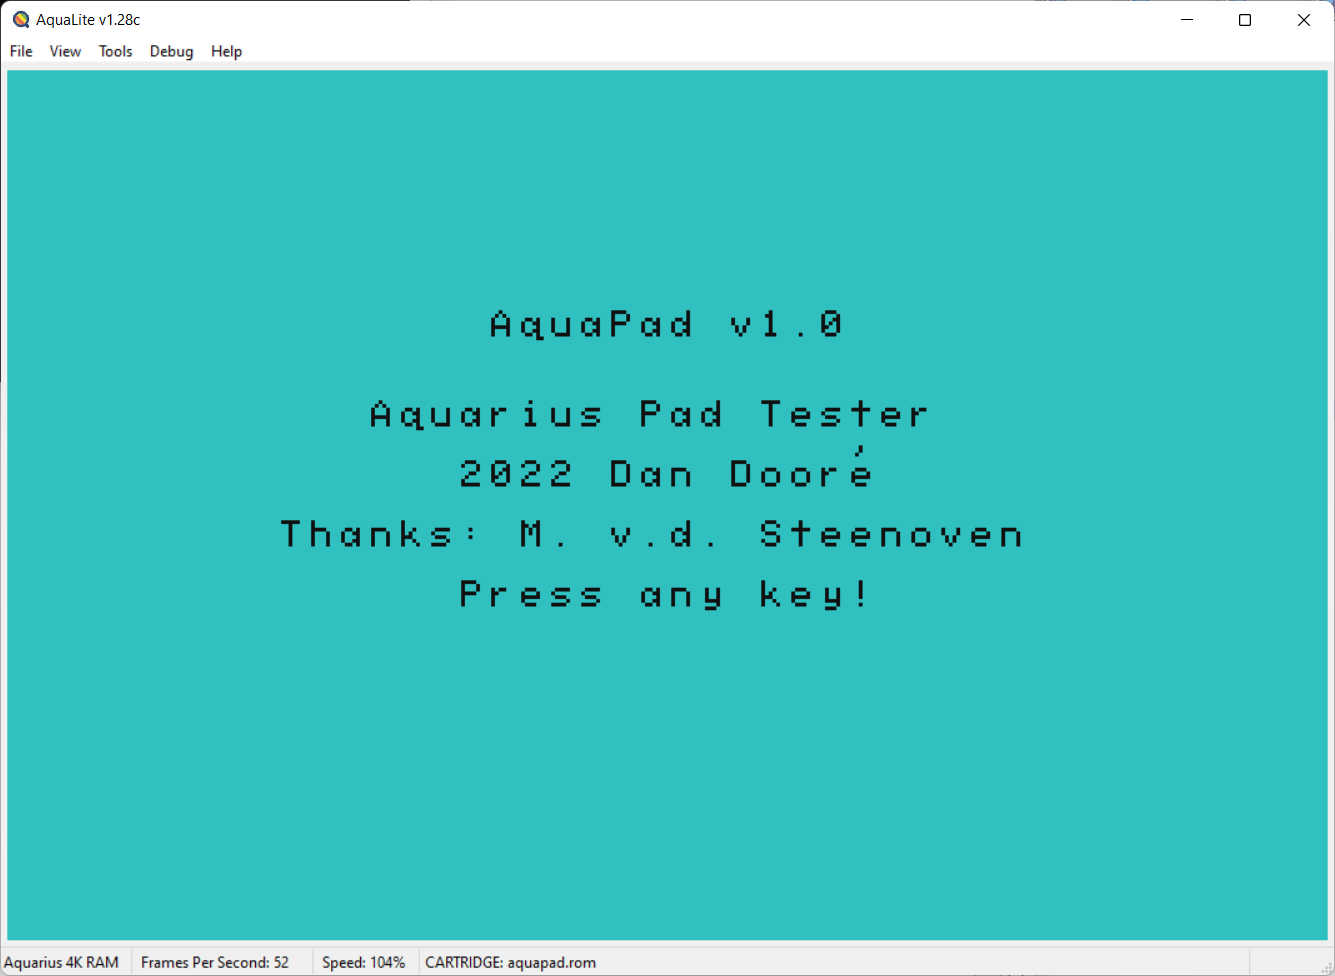 AquaLite v1.28c
File View Tools Debug Help
AquaPad v1.0
Aquarius Pad Tester
2022 Dan Dooré
Thanks: M. v.d. Steenoven
Press any key!
Aquarius 4K RAM Frames Per Second: 52 Speed: 104% CARTRIDGE: aquapad.rom